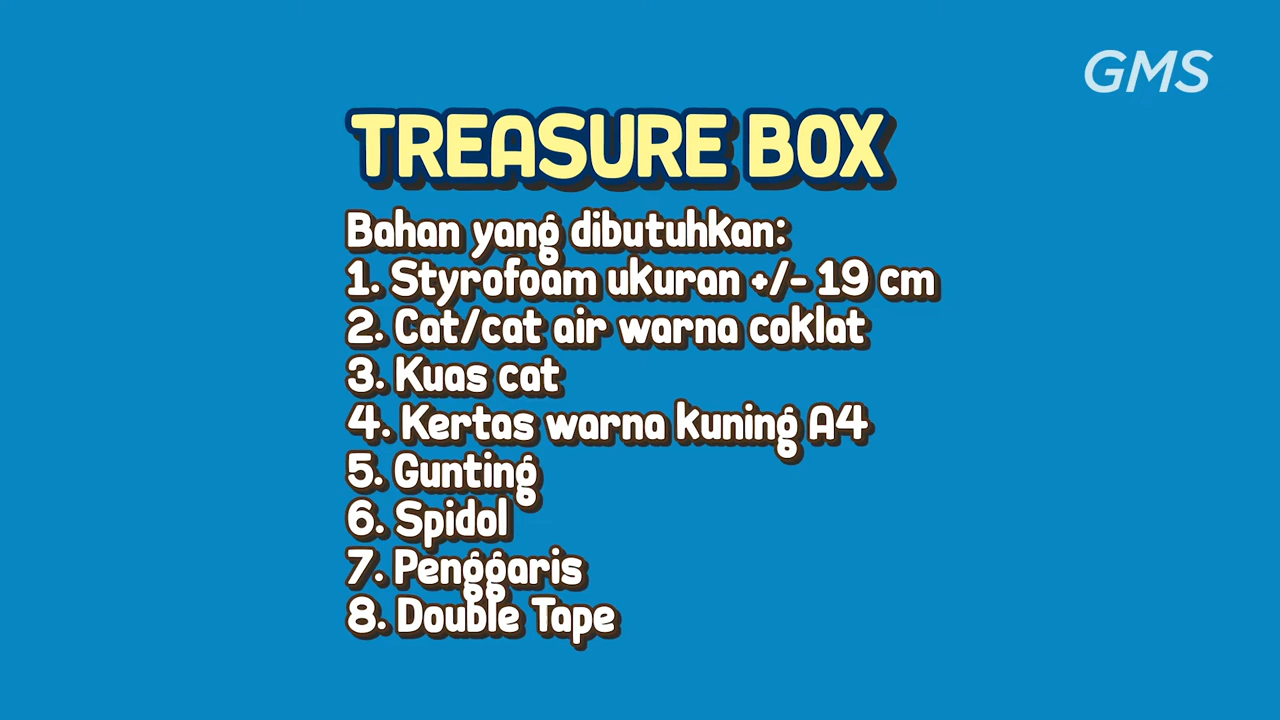 GMS
TREASURE BOX
Bahan yang dibutuhkan:
1. Styrofoam ukuran +/- 19 cm
2. Cat/cat air warna coklat
3. Kuas cat
4. Kertas warna kuning A4
5. Gunting
6. Spidol
7. Penggaris
8. Double Tape